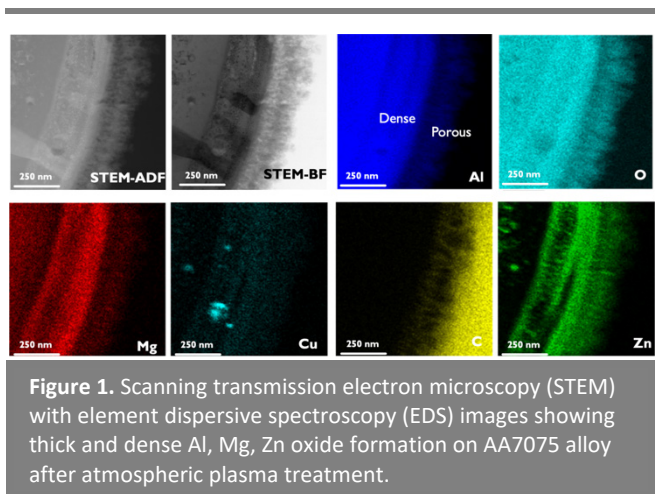 Dense
Porous
250 nm
STEM-ADF
250 nm
STEM-BF
250 nm
Al
250 nm
O
250 nm
Mg
250 nm
Cu
250 nm
C
250 nm
Zn
Figure 1. Scanning transmission electron microscopy (STEM)
with element dispersive spectroscopy (EDS) images showing
thick and dense Al, Mg, Zn oxide formation on AA7075 alloy
after atmospheric plasma treatment.